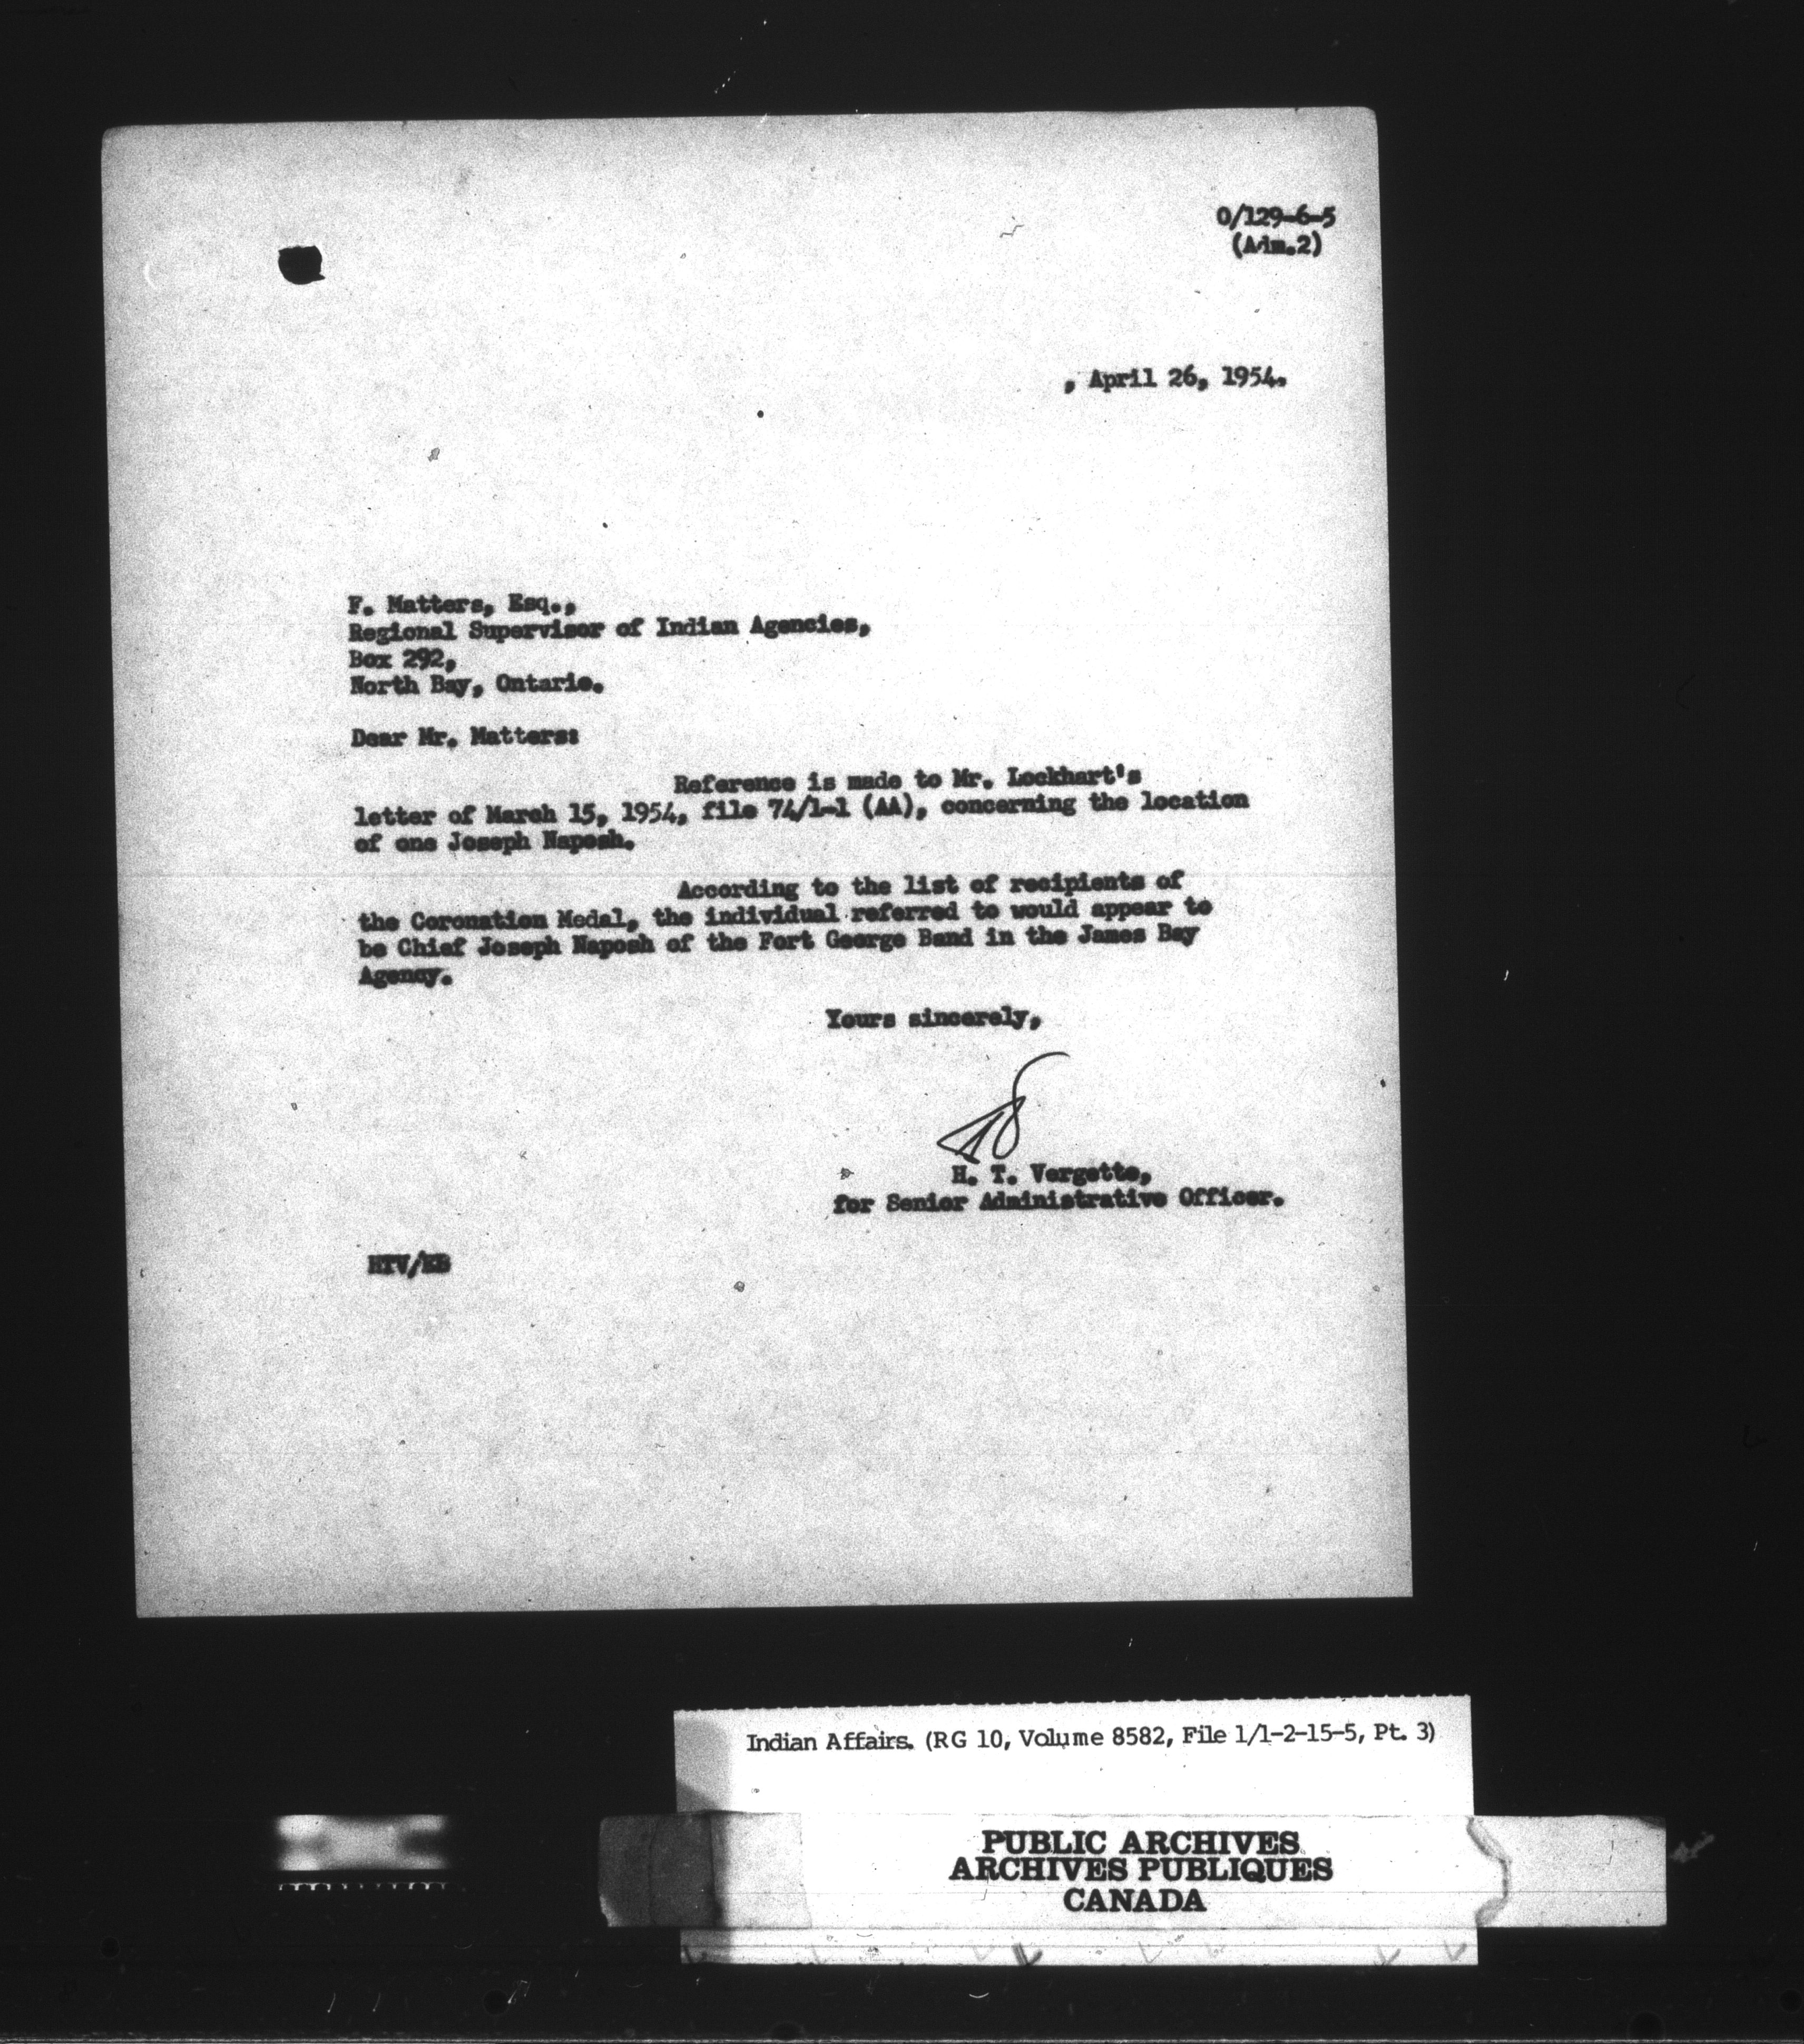 0/129-6-5
(Adm.2)
, April 26, 1954.
F. Matters, Esq.,
Regional Supervisor of Indian Agencies,
Box 292,
North Bay, Ontario.
Dear Mr. Matters:
Reference is made to Mr. Lockhart's
letter of March 15, 1954, file 74/1-1 (AA), concerning the location
of one Joseph Naposh.
According to the list of recipients of
the Coronation Medal, the individual referred to would appear to
be Chief Joseph Naposh of the Fort George Band in the James Bay
Agency.
Yours sincerely,
H. T. Vergette,
for Senior Administrative Officer.
HTV/EB
Indian Affairs. (RG 10, Volume 8582, File 1/1-2-15-5, Pt. 3)
PUBLIC ARCHIVES
ARCHIVES PUBLIQUES
CANADA